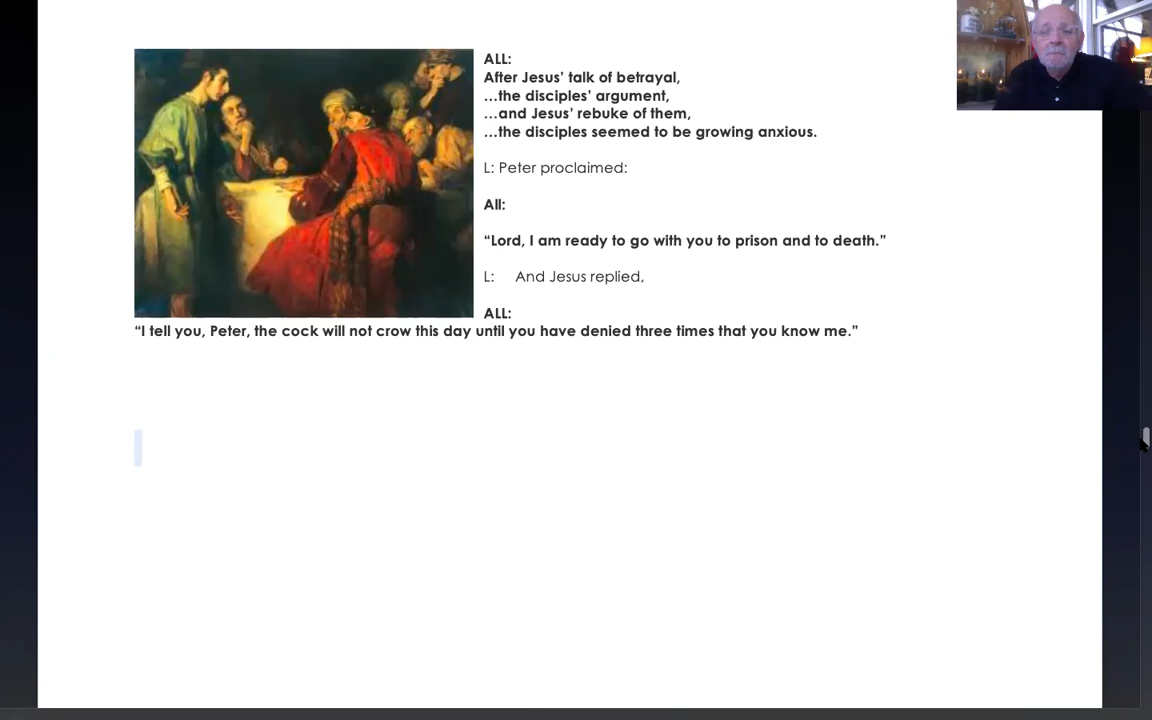 ALL:
After Jesus’ talk of betrayal,
…the disciples’ argument,
…and Jesus’ rebuke of them,
…the disciples seemed to be growing anxious.
L: Peter proclaimed:
All:
“Lord, I am ready to go with you to prison and to death.”
L: And Jesus replied,
ALL:
“I tell you, Peter, the cock will not crow this day until you have denied three times that you know me.”